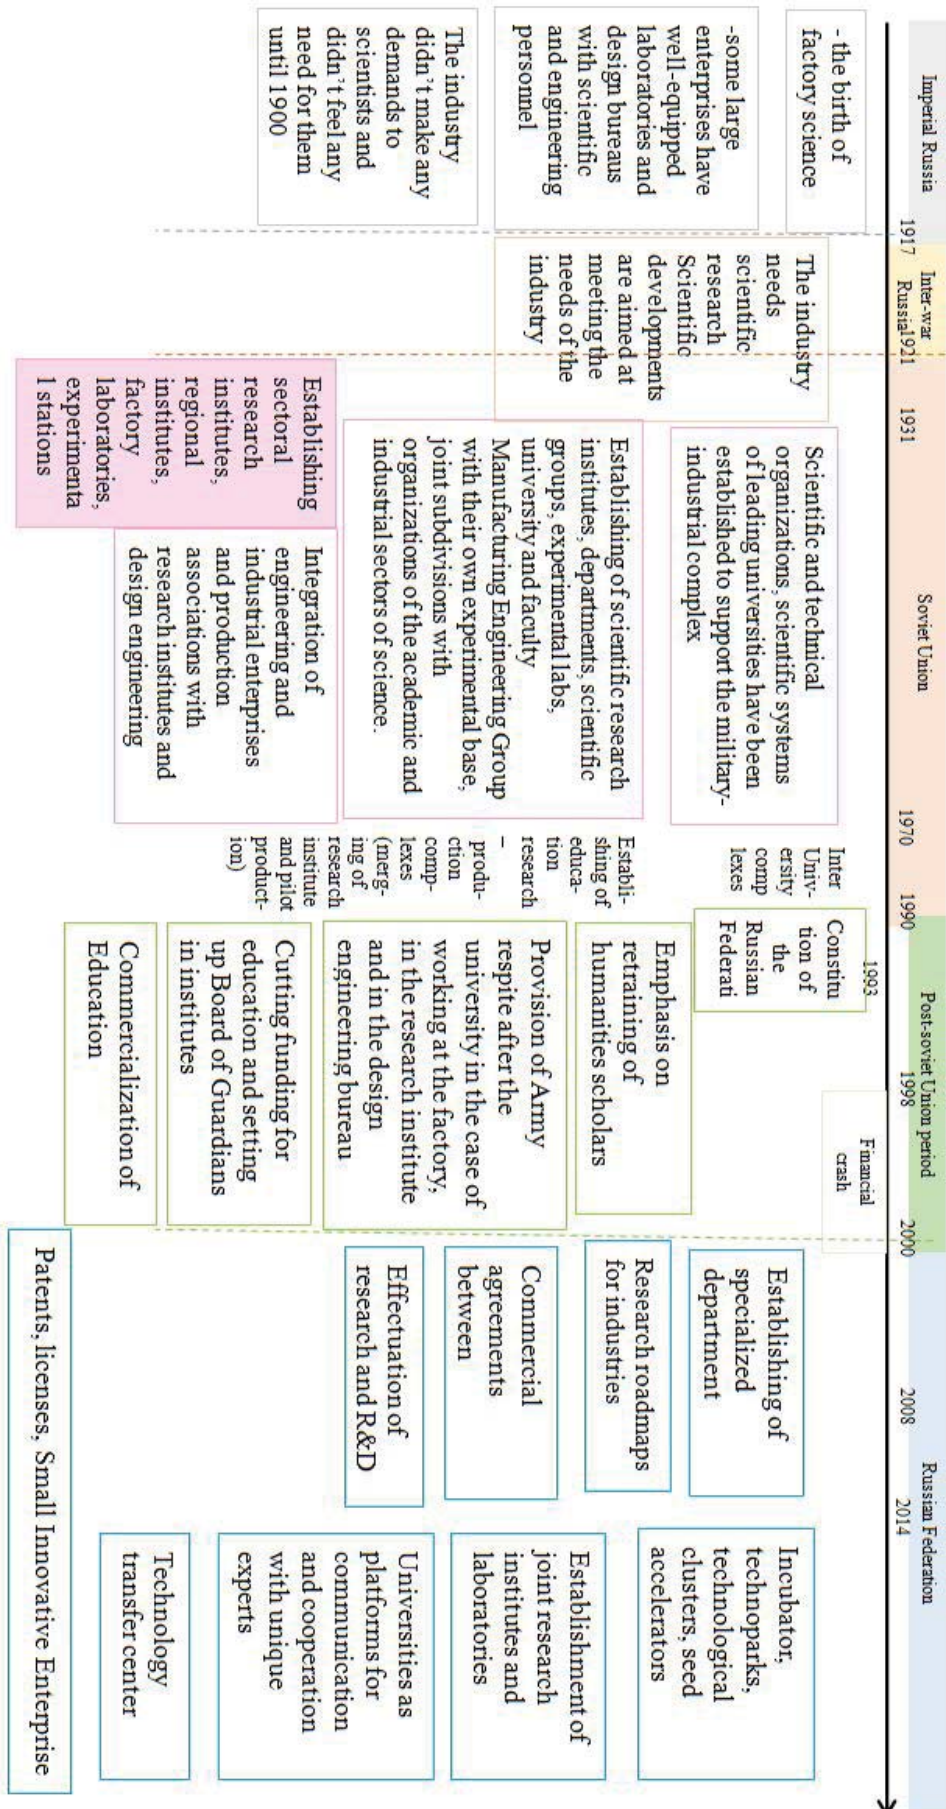 Imperial Russia
Inter-war
Russia
Soviet Union
Post-soviet Union period
Russian Federation
1917
1921
1931
1970
1990
1993
1998
2000
2008
2014
- the birth of
factory science
-some large
enterprises have
well-equipped
laboratories and
design bureaus
with scientific
and engineering
personnel
The industry
didn't make any
demands to
scientists and
didn't feel any
need for them
until 1900
The industry
needs
scientific
research
Scientific
developments
are aimed at
meeting the
needs of the
industry
Scientific and technical
organizations, scientific systems
of leading universities have been
established to support the military-
industrial complex
Establishing of scientific research
institutes, departments, scientific
groups, experimental labs,
university and faculty
Manufacturing Engineering Group
with their own experimental base,
joint subdivisions with
organizations of the academic and
industrial sectors of science.
Establishing
sectoral
research
institutes,
regional
institutes,
factory
laboratories,
experimenta
l stations
Integration of
engineering and
industrial enterprises
and production
associations with
research institutes and
design engineering
Inter
Univ-
ersity
comp
lexes
Establi-
shing of
educa-
tion
research
–
produ-
ction
comp-
lexes
(merg-
ing of
research
institute
and pilot
product-
ion)
Constitu
tion of
the
Russian
Federati
Financial
crash
Emphasis on
retraining of
humanities scholars
Provision of Army
respite after the
university in the case of
working at the factory,
in the research institute
and in the design
engineering bureau
Cutting funding for
education and setting
up Board of Guardians
in institutes
Commercialization of
Education
Establishing of
specialized
department
Research roadmaps
for industries
Commercial
agreements
between
Effectuation of
research and R&D
Incubator,
technoparks,
technological
clusters, seed
accelerators
Establishment of
joint research
institutes and
laboratories
Universities as
platforms for
communication
and cooperation
with unique
experts
Technology
transfer center
Patents, licenses, Small Innovative Enterprise